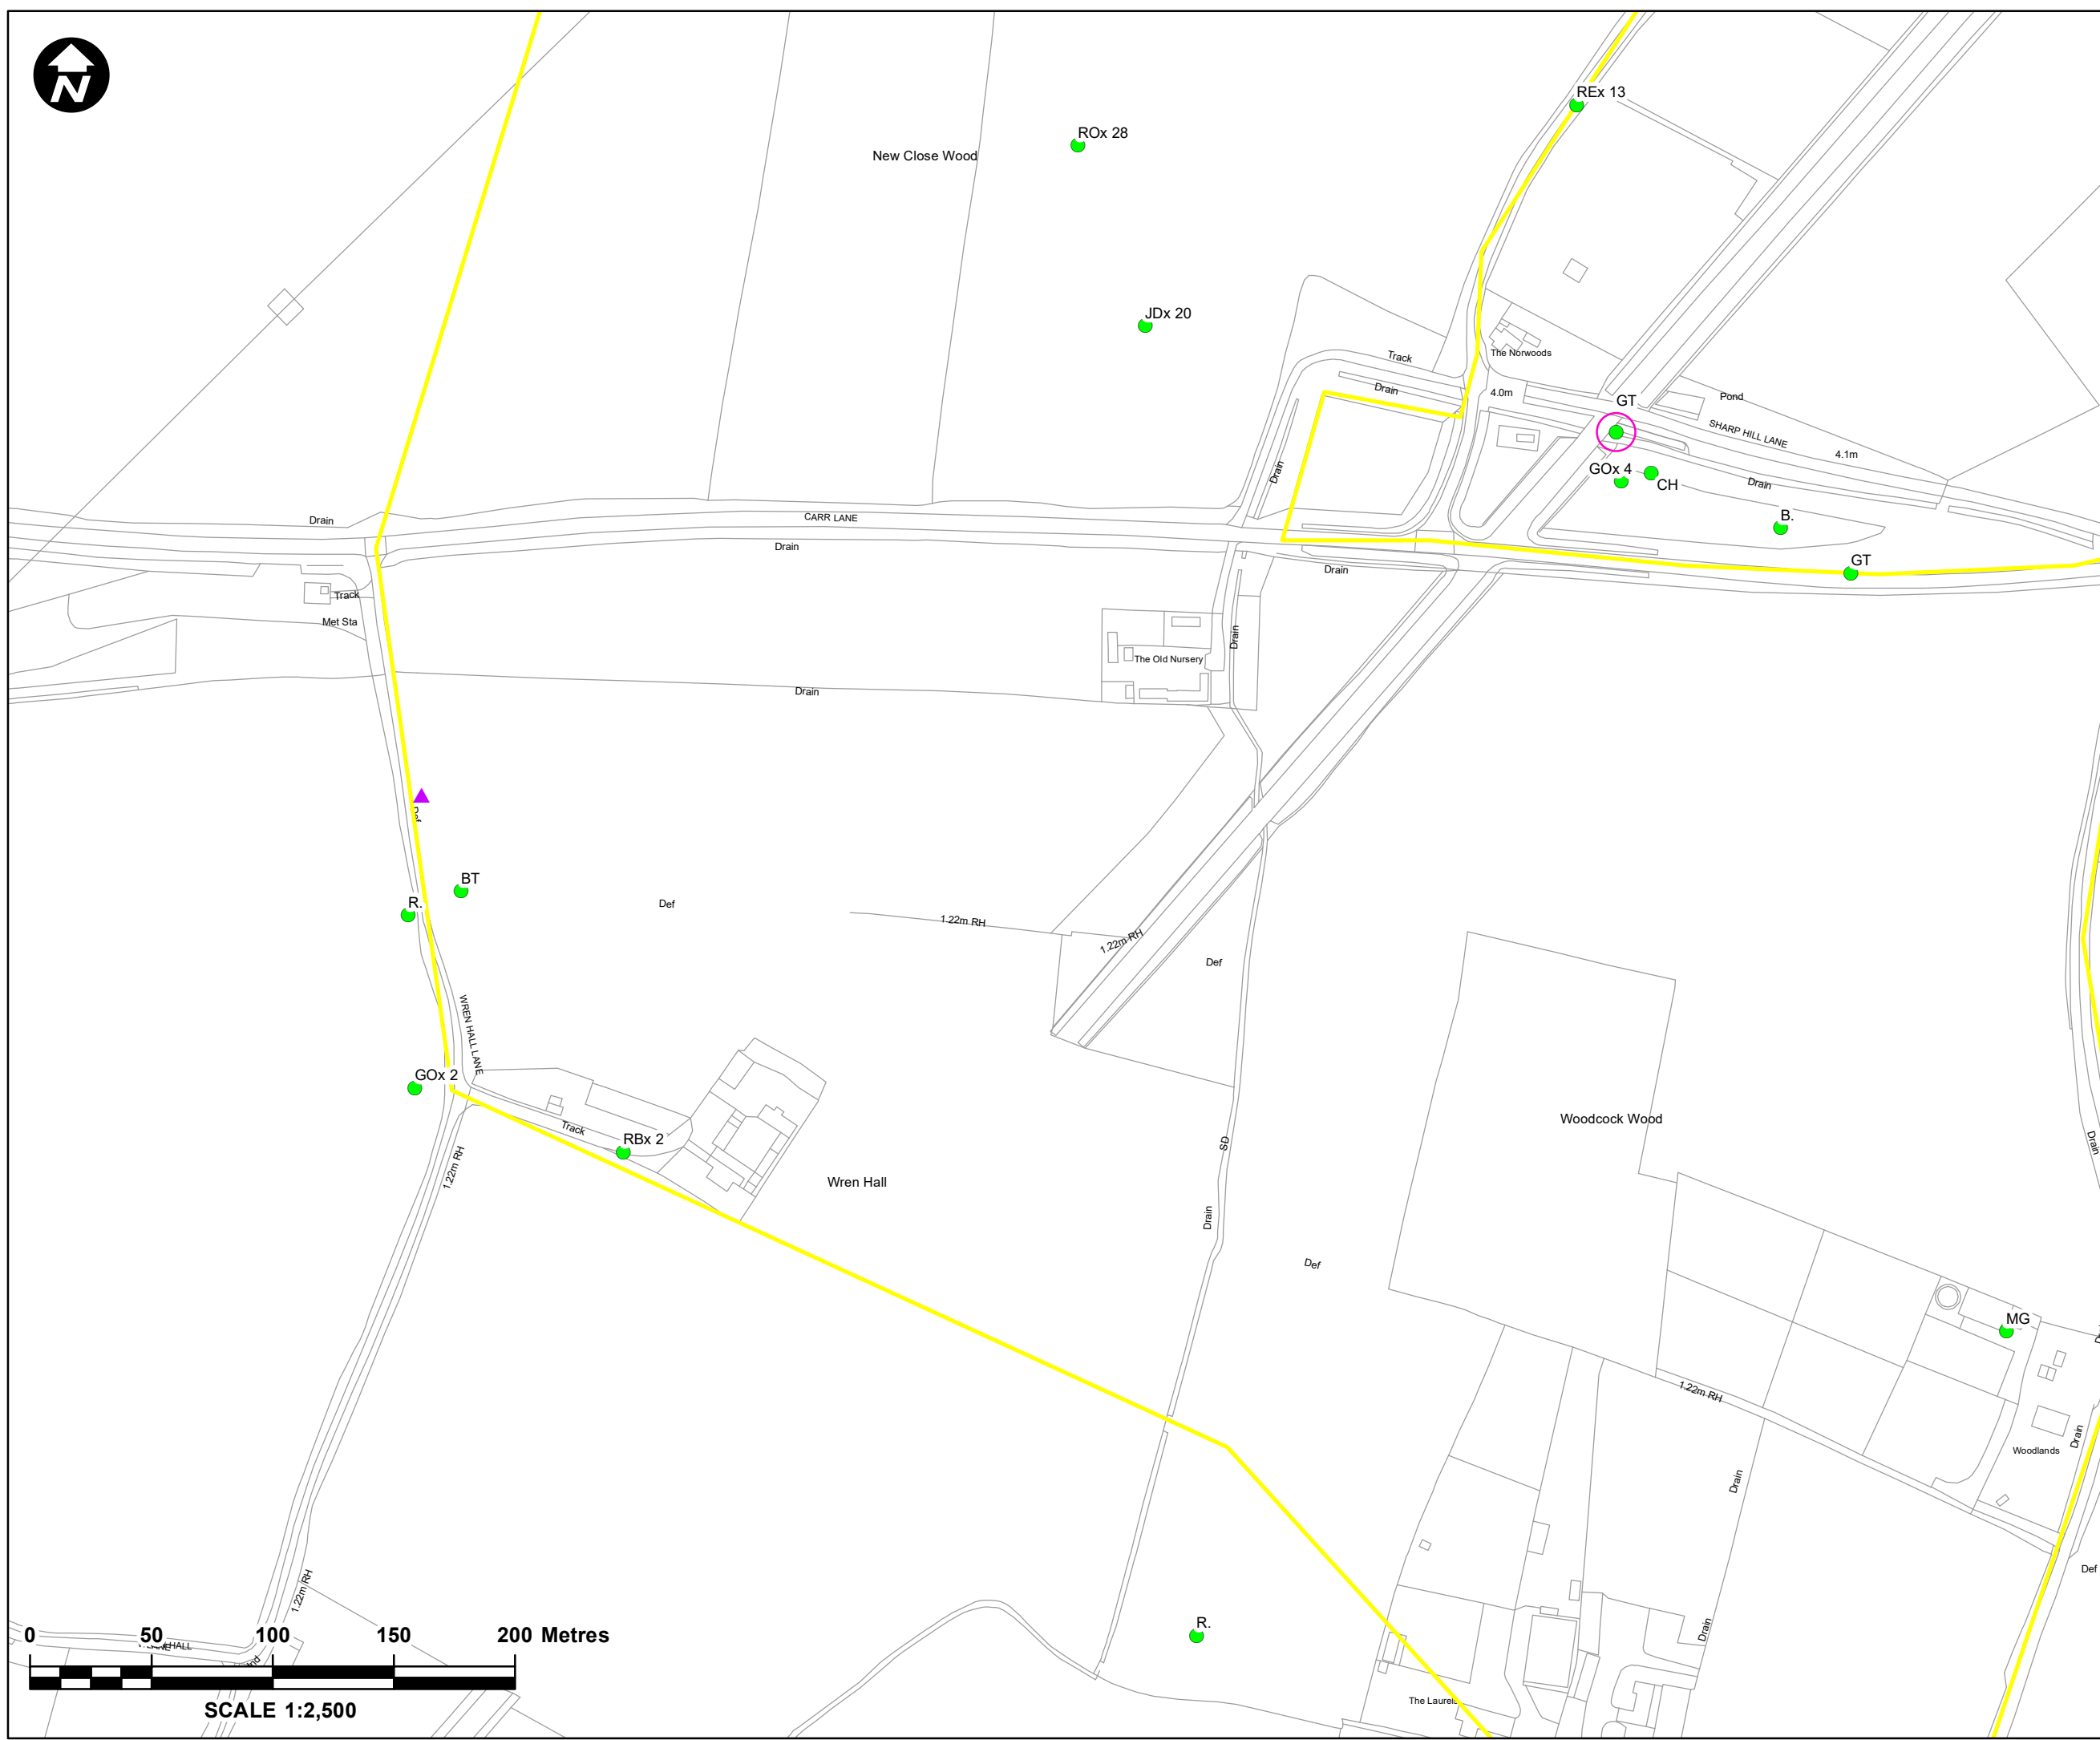 N
REx 13
ROx 28
New Close Wood
JDx 20
Track
The Norwoods
Drain
4.0m
GT
Pond
SHARP HILL LANE
4.1m
Drain
GOx 4
CH
Drain
B.
Drain
CARR LANE
Drain
GT
Drain
Track
Met Sta
Drain
The Old Nursery
Drain
Def
BT
R.
Def
1.22m RH
1.22m RH
Def
WREN HALL LANE
GOx 2
Track
RBx 2
Woodcock Wood
SD
Drain
1.22m RH
Wren Hall
Drain
Def
MG
1.22m RH
Drain
Woodlands
Drain
Def
1.22m RH
R.
Drain
0 50 100 150 200 Metres
HALL
The Laurels
SCALE 1:2,500